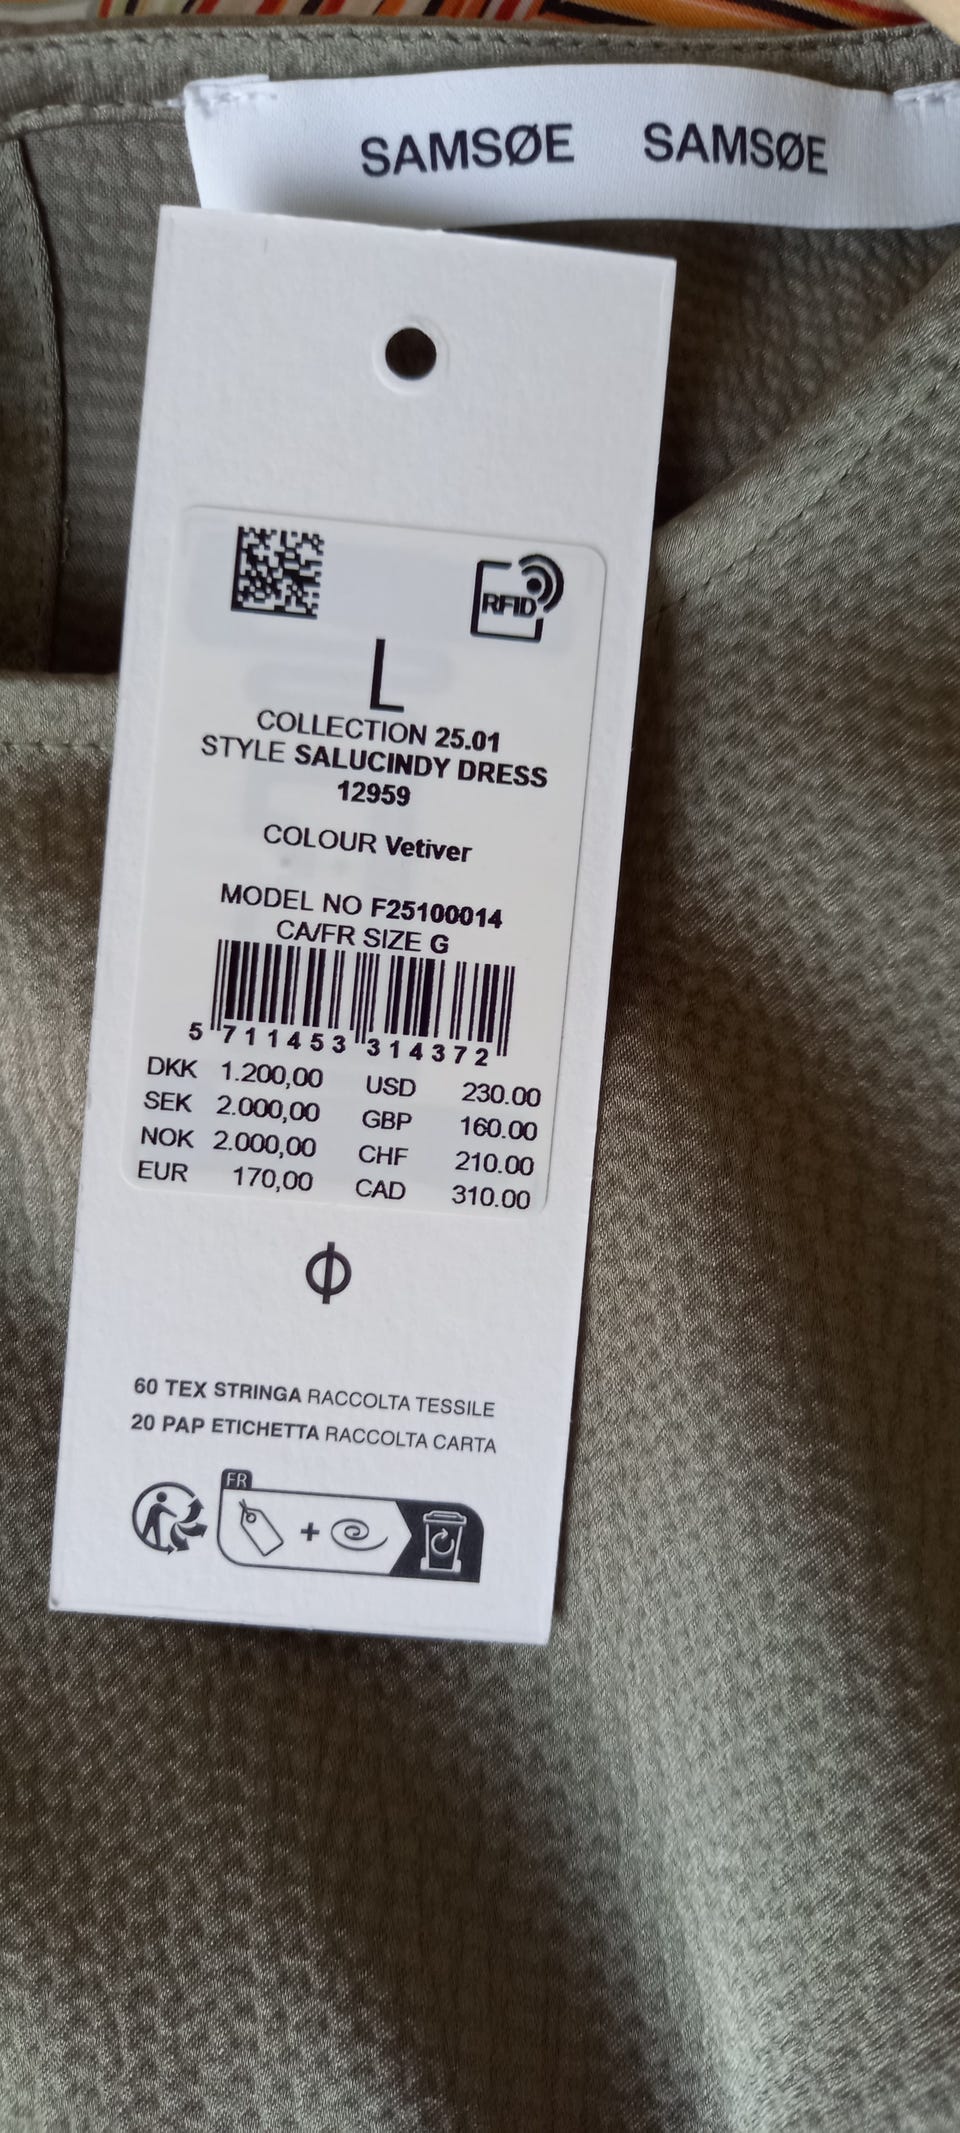 SAMSØE SAMSØE
RFID
L
COLLECTION 25.01
STYLE SALUCINDY DRESS
12959
COLOUR Vetiver
MODEL NO F25100014
CA/FR SIZE G
5 711453 314372
DKK 1.200,00 USD 230.00
SEK 2.000,00 GBP 160.00
NOK 2.000,00 CHF 210.00
EUR 170,00 CAD 310.00
60 TEX STRINGA RACCOLTA TESSILE
20 PAP ETICHETTA RACCOLTA CARTA
FR
+